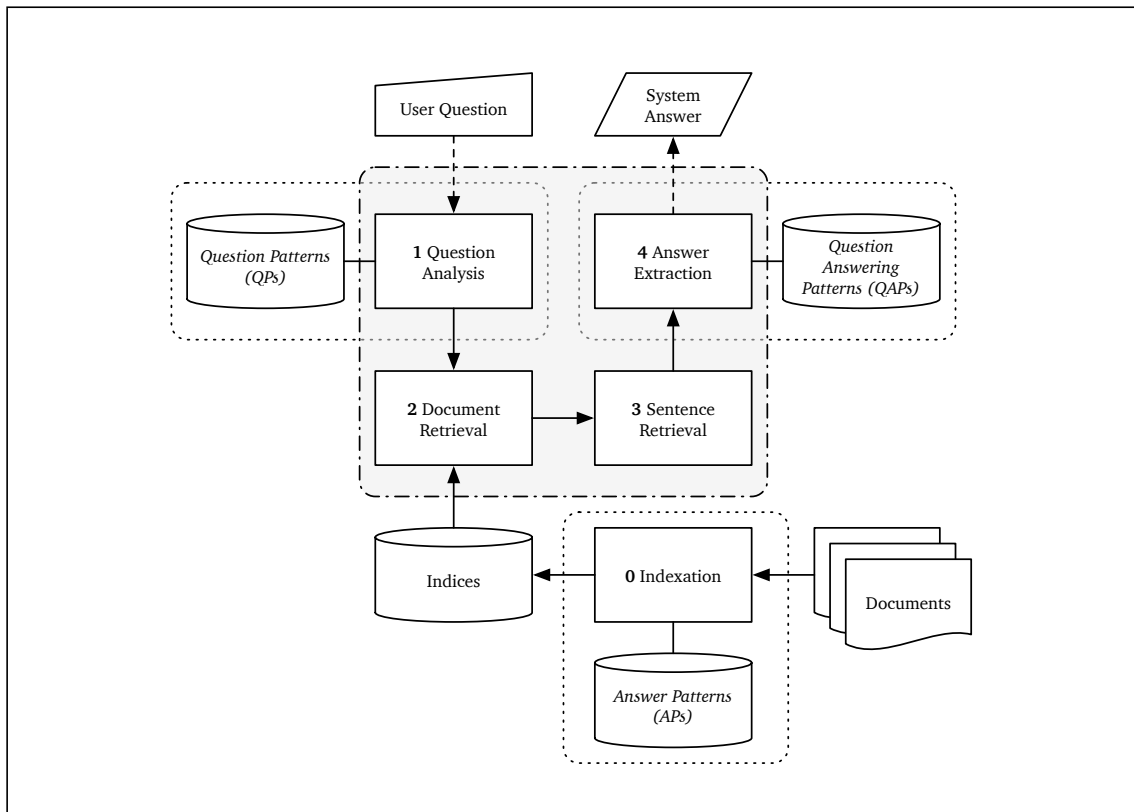 User Question
System
Answer
Question Patterns
(QPs)
1 Question
Analysis
4 Answer
Extraction
Question
Answering
Patterns (QAPs)
2 Document
Retrieval
3 Sentence
Retrieval
Indices
0 Indexation
Documents
Answer Patterns
(APs)